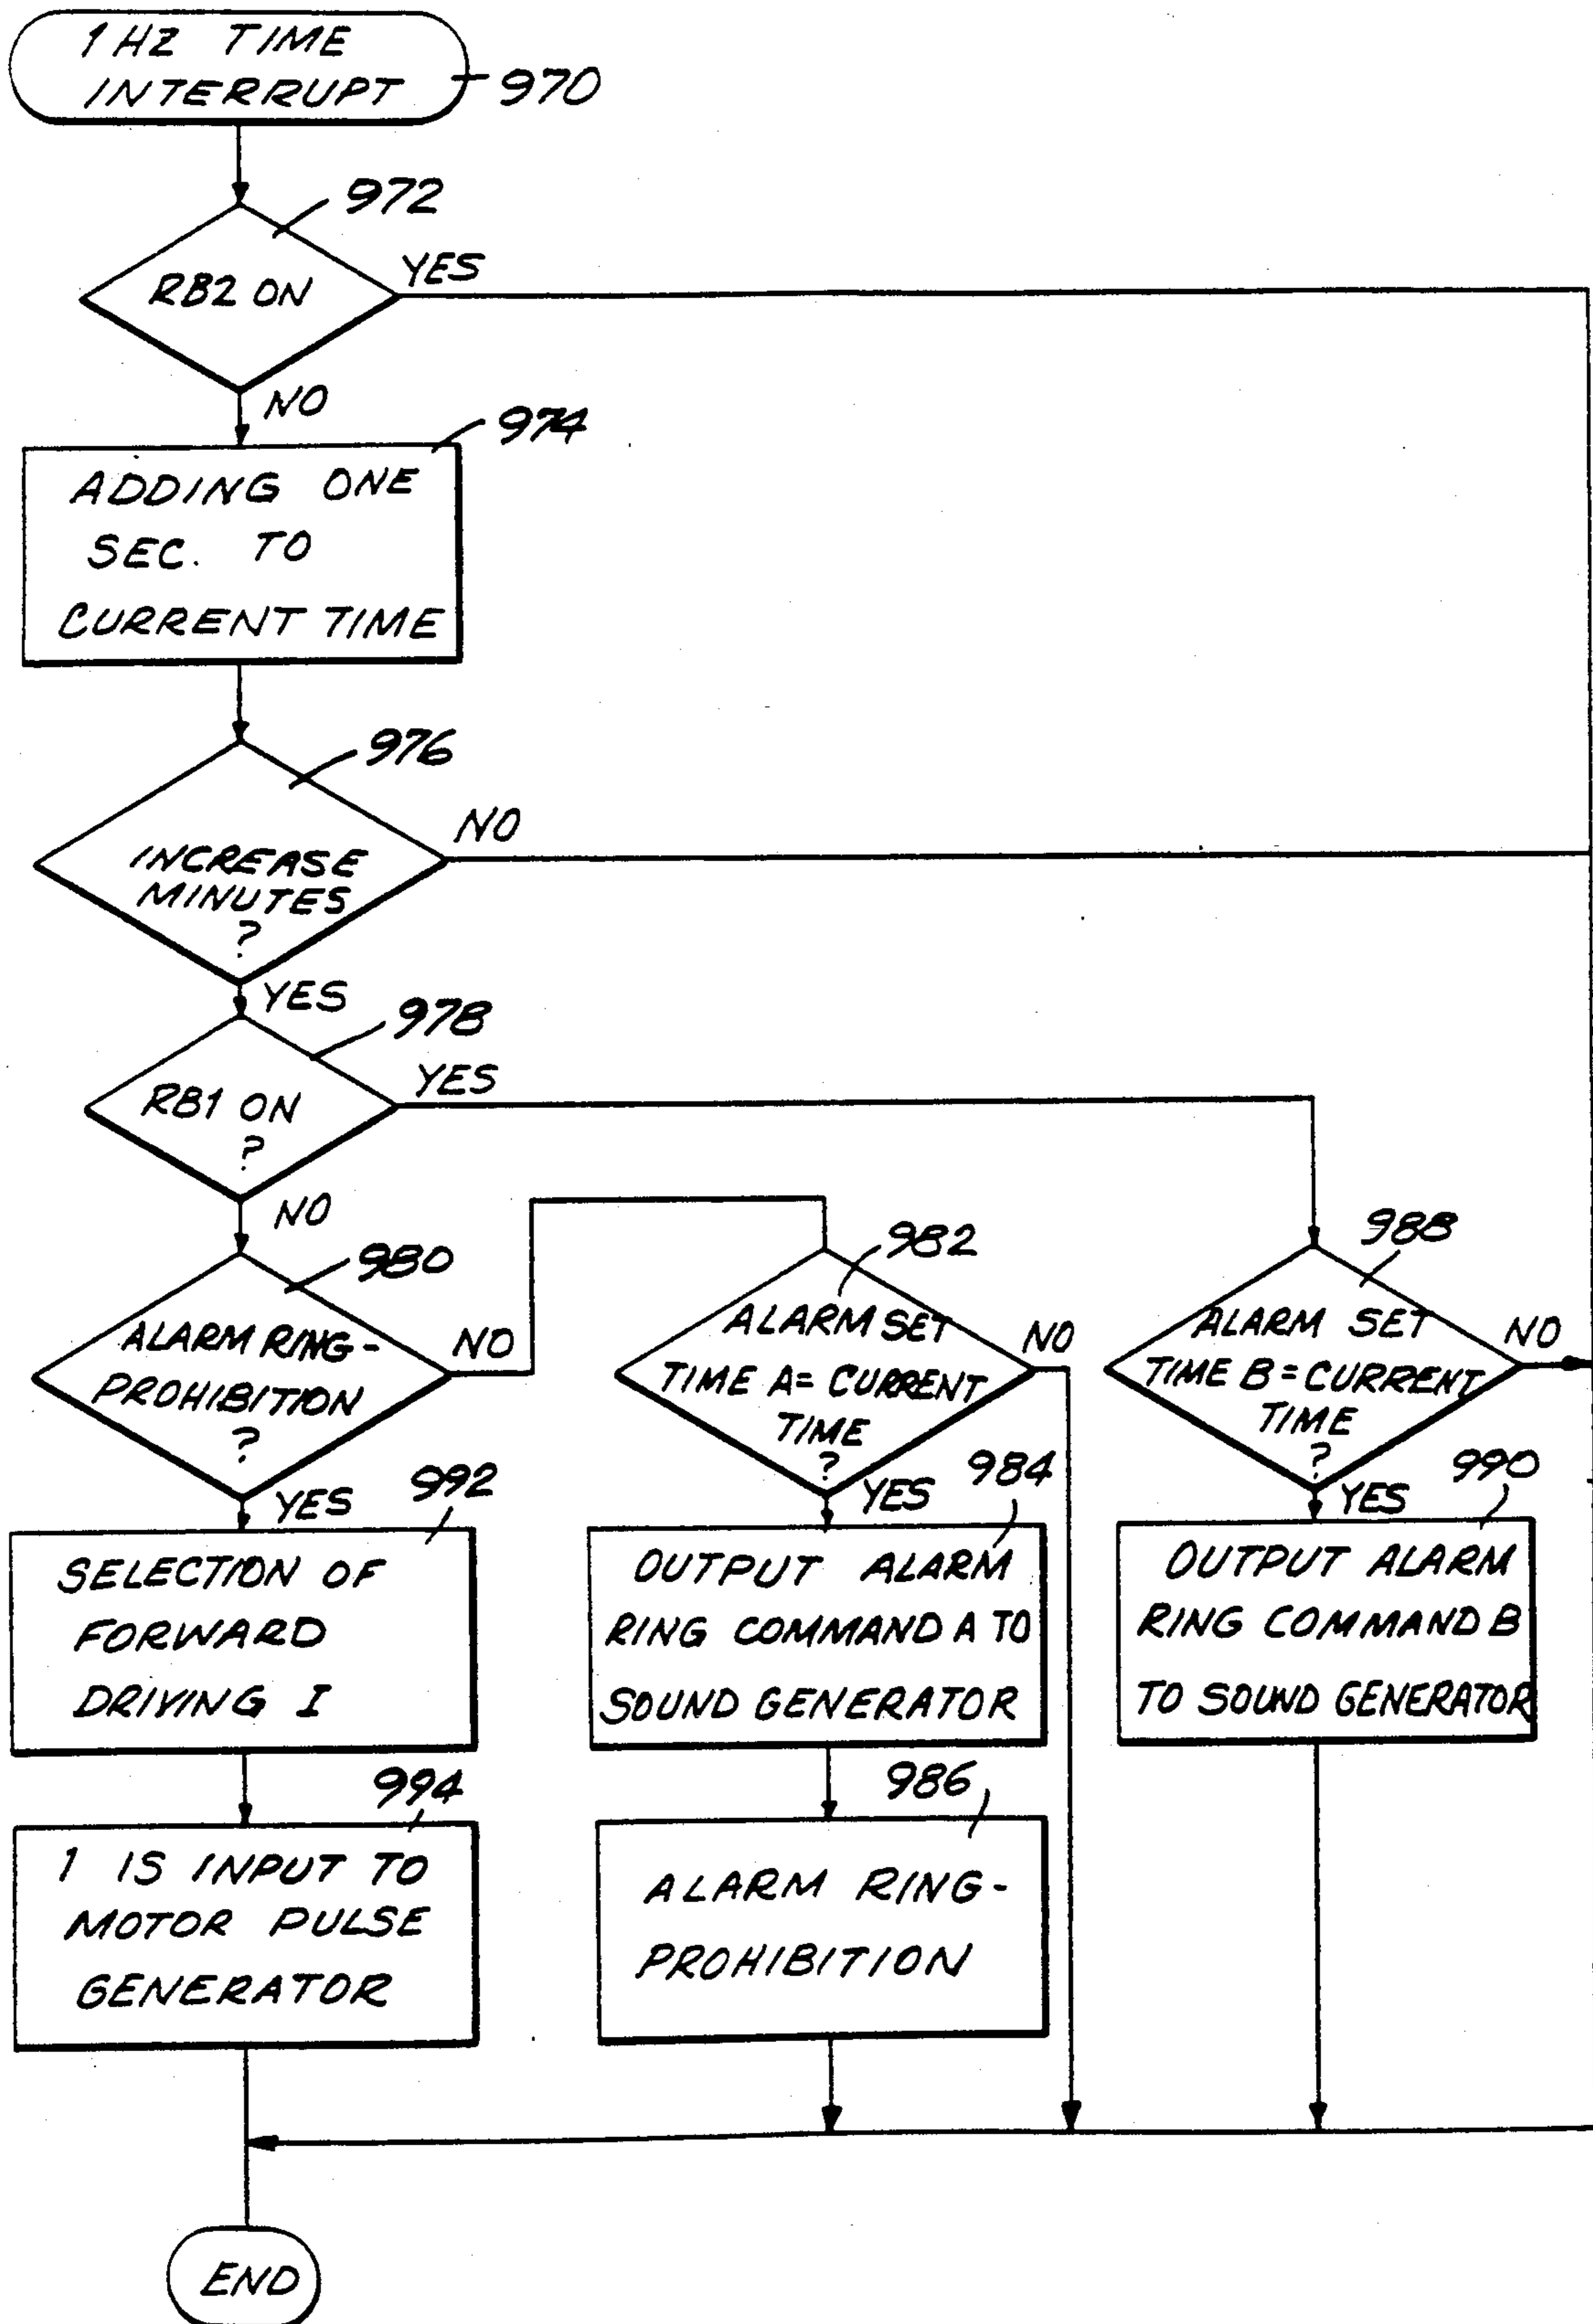 1 HZ TIME
INTERRUPT
970
972
RB2 ON
YES
NO
974
ADDING ONE
SEC. TO
CURRENT TIME
976
INCREASE
MINUTES
?
NO
YES
978
RB1 ON
?
YES
NO
980
ALARM RING-
PROHIBITION
?
NO
YES
982
ALARM SET
TIME A = CURRENT
TIME
?
NO
YES
988
ALARM SET
TIME B = CURRENT
TIME
?
NO
YES
992
SELECTION OF
FORWARD
DRIVING I
984
OUTPUT ALARM
RING COMMAND A TO
SOUND GENERATOR
990
OUTPUT ALARM
RING COMMAND B
TO SOUND GENERATOR
994
1 IS INPUT TO
MOTOR PULSE
GENERATOR
986
ALARM RING-
PROHIBITION
END